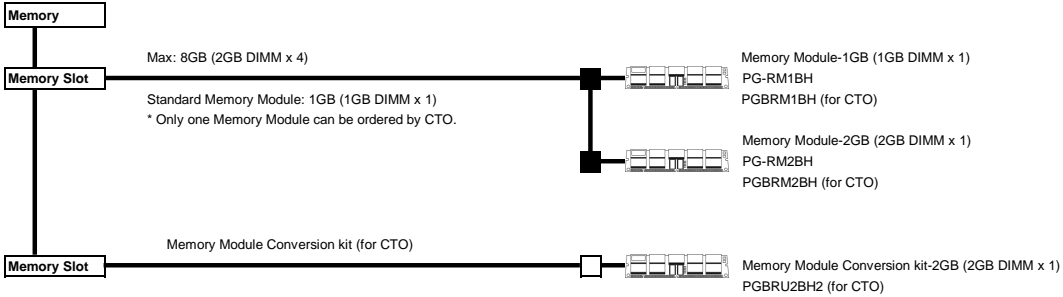 Memory
Max: 8GB (2GB DIMM x 4)
Memory Slot
Standard Memory Module: 1GB (1GB DIMM x 1)
* Only one Memory Module can be ordered by CTO.
Memory Module-1GB (1GB DIMM x 1)
PG-RM1BH
PGBRM1BH (for CTO)
Memory Module-2GB (2GB DIMM x 1)
PG-RM2BH
PGBRM2BH (for CTO)
Memory Module Conversion kit (for CTO)
Memory Slot
Memory Module Conversion kit-2GB (2GB DIMM x 1)
PGBRU2BH2 (for CTO)